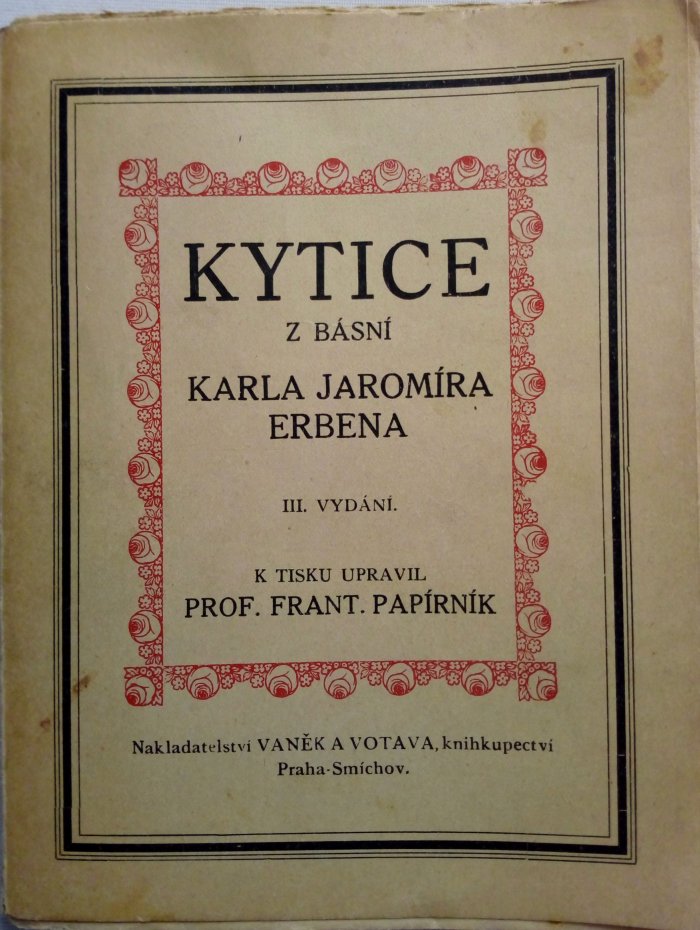 KYTICE
Z BÁSNÍ
KARLA JAROMÍRA
ERBENA
III. VYDÁNÍ.
K TISKU UPRAVIL
PROF. FRANT. PAPÍRNÍK
Nakladatelství VANĚK A VOTAVA, knihkupectví
Praha-Smíchov.